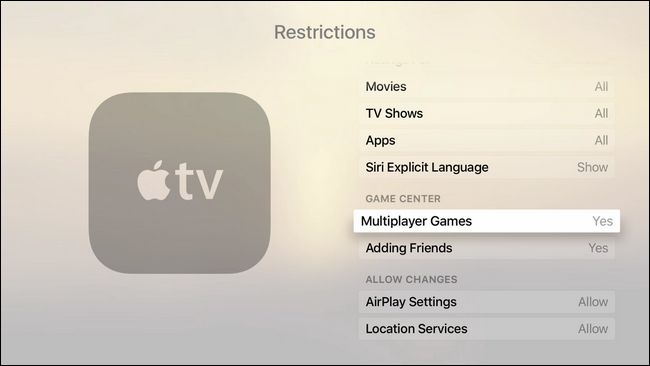 Restrictions
tv
Movies All
TV Shows All
Apps All
Siri Explicit Language Show
GAME CENTER
Multiplayer Games Yes
Adding Friends Yes
ALLOW CHANGES
AirPlay Settings Allow
Location Services Allow